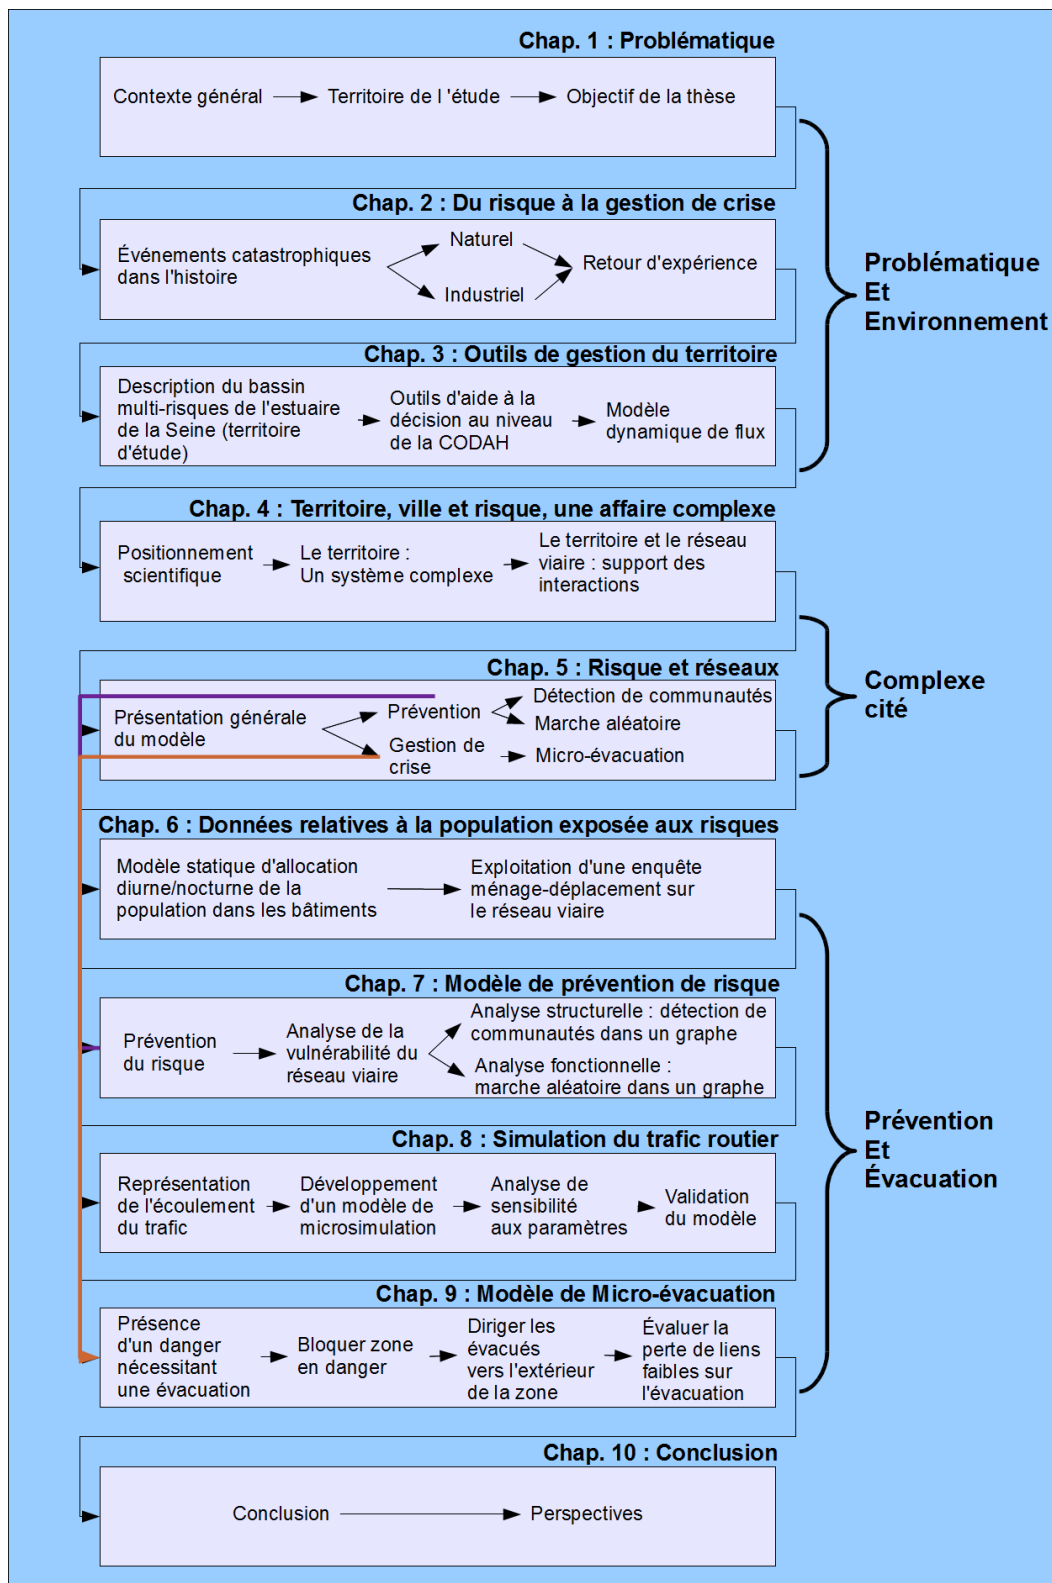 Chap. 1 : Problématique
Contexte général
Territoire de l 'étude
Objectif de la thèse
Chap. 2 : Du risque à la gestion de crise
Événements catastrophiques
dans l'histoire
Naturel
Industriel
Retour d'expérience
Problématique
Et
Environnement
Chap. 3 : Outils de gestion du territoire
Description du bassin
multi-risques de l'estuaire
de la Seine (territoire
d'étude)
Outils d'aide à la
décision au niveau
de la CODAH
Modèle
dynamique de flux
Chap. 4 : Territoire, ville et risque, une affaire complexe
Positionnement
scientifique
Le territoire :
Un système complexe
Le territoire et le réseau
viaire : support des
interactions
Chap. 5 : Risque et réseaux
Présentation générale
du modèle
Prévention
Détection de communautés
Marche aléatoire
Gestion de
crise
Micro-évacuation
Complexe
cité
Chap. 6 : Données relatives à la population exposée aux risques
Modèle statique d'allocation
diurne/nocturne de la
population dans les bâtiments
Exploitation d'une enquête
ménage-déplacement sur
le réseau viaire
Chap. 7 : Modèle de prévention de risque
Prévention
du risque
Analyse de la
vulnérabilité du
réseau viaire
Analyse structurelle : détection de
communautés dans un graphe
Analyse fonctionnelle :
marche aléatoire dans un graphe
Chap. 8 : Simulation du trafic routier
Représentation
de l'écoulement
du trafic
Développement
d'un modèle de
microsimulation
Analyse de
sensibilité
aux paramètres
Validation
du modèle
Prévention
Et
Évacuation
Chap. 9 : Modèle de Micro-évacuation
Présence
d'un danger
nécessitant
une évacuation
Bloquer zone
en danger
Diriger les
évacués
vers l'extérieur
de la zone
Évaluer la
perte de liens
faibles sur
l'évacuation
Chap. 10 : Conclusion
Conclusion
Perspectives